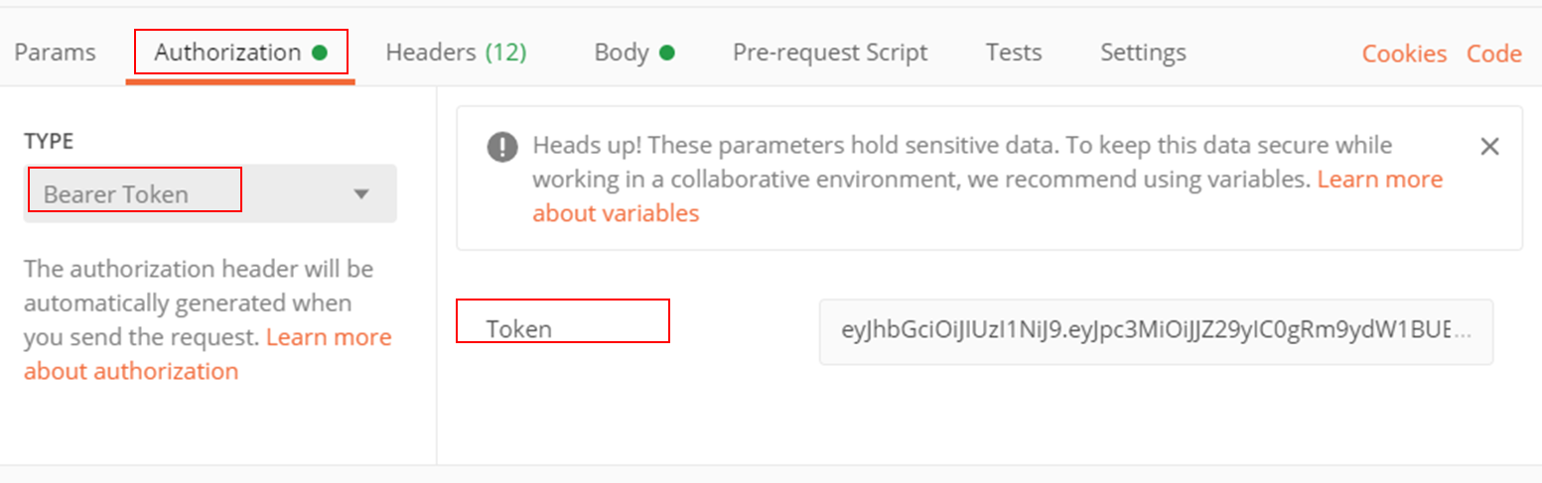 Params Authorization Headers (12) Body Pre-request Script Tests Settings Cookies Code
TYPE
Bearer Token
The authorization header will be
automatically generated when
you send the request. Learn more
about authorization
Heads up! These parameters hold sensitive data. To keep this data secure while
working in a collaborative environment, we recommend using variables. Learn more
about variables
Token
eyJhbGciOiJIUzI1NiJ9.eyJpc3MiOiJJZ29yIC0gRm9ydW1BUE...